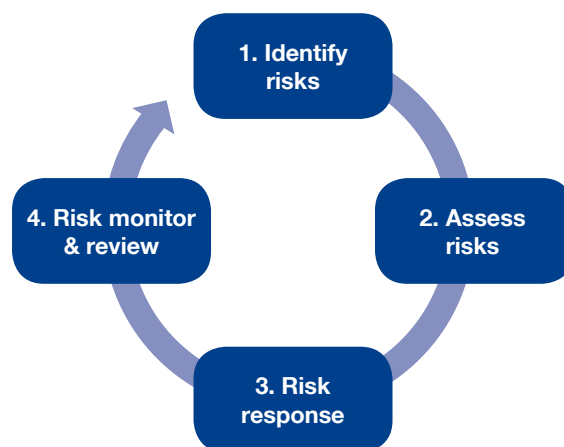 1. Identify
risks
2. Assess
risks
3. Risk
response
4. Risk monitor
& review